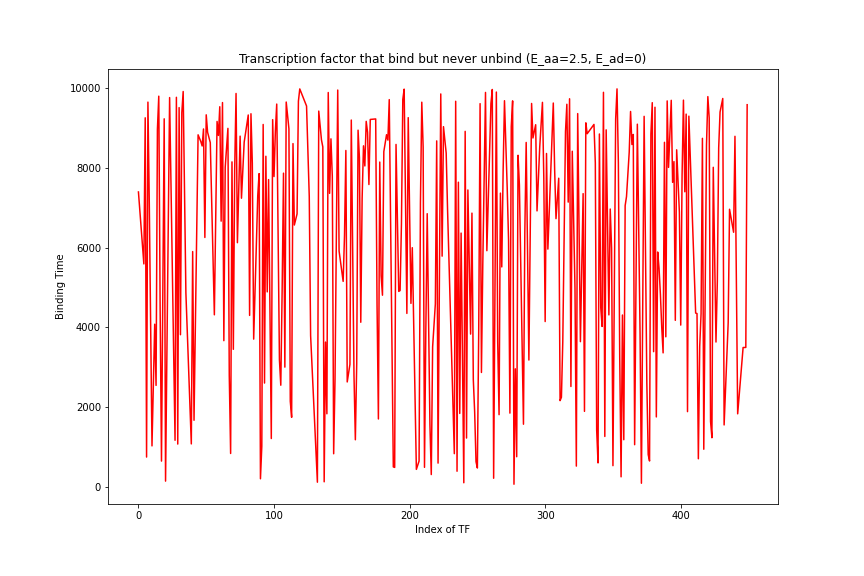 Transcription factor that bind but never unbind (E_aa=2.5, E_ad=0)
10000
8000
6000
4000
2000
0
Binding Time
0 100 200 300 400
Index of TF